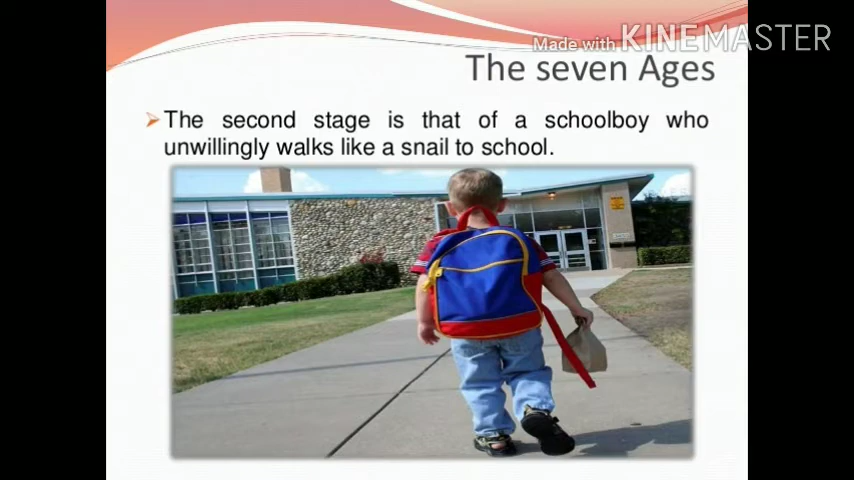 Made with KINEMASTER
The seven Ages
The second stage is that of a schoolboy who
unwillingly walks like a snail to school.